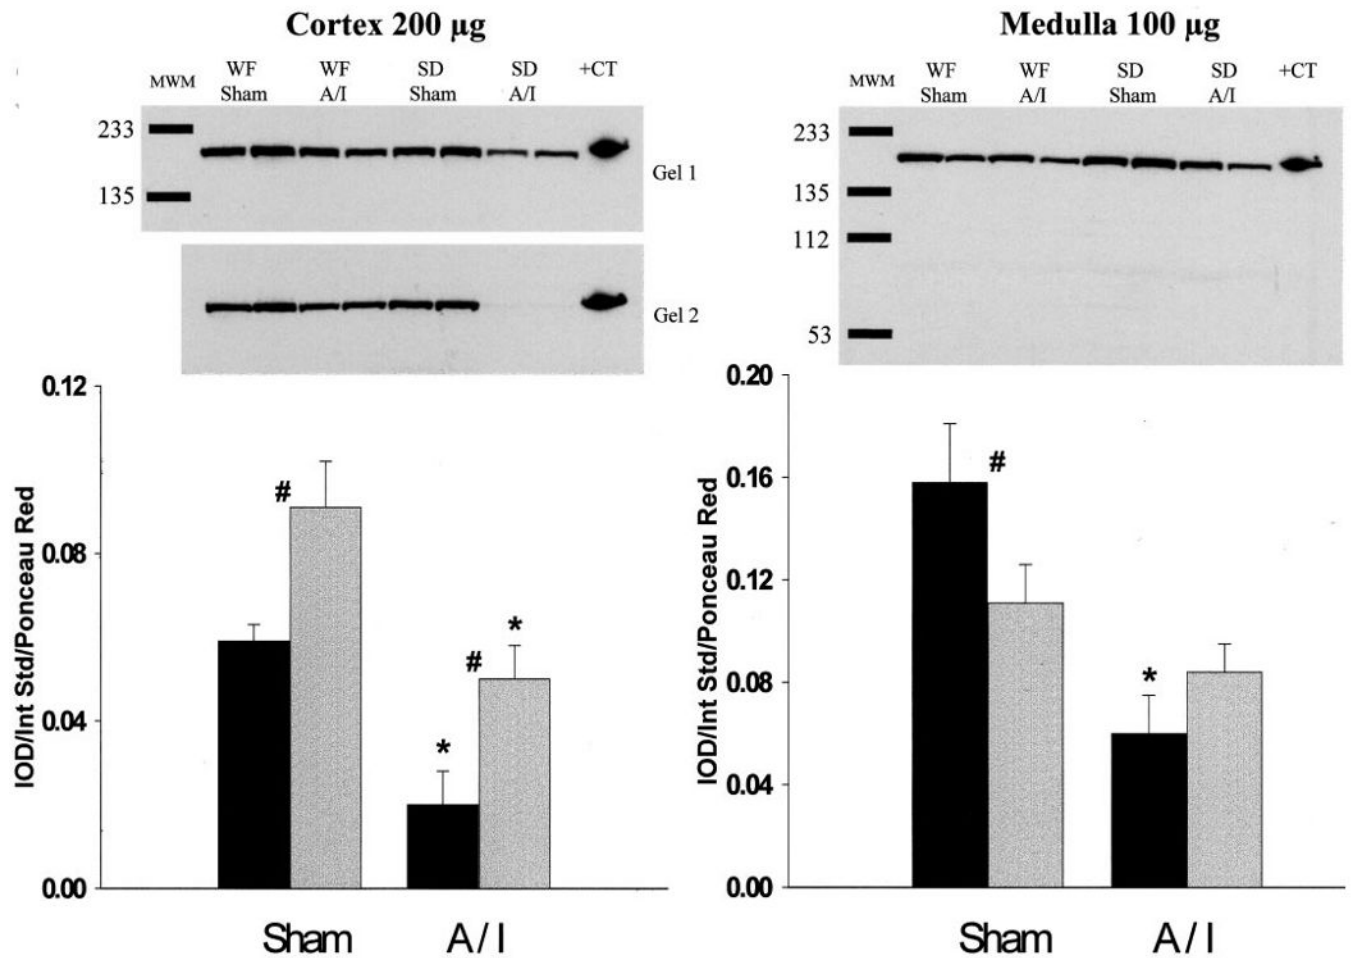 Cortex 200 µg
MWM WF Sham WF A/I SD Sham SD A/I +CT
233
135
Gel 1
Gel 2
0.12
0.08
0.04
0.00
IOD/Int Std/Ponceau Red
#
#
*
*
Sham A / I
Medulla 100 µg
MWM WF Sham WF A/I SD Sham SD A/I +CT
233
135
112
53
0.20
0.16
0.12
0.08
0.04
0.00
IOD/Int Std/Ponceau Red
#
*
Sham A / I